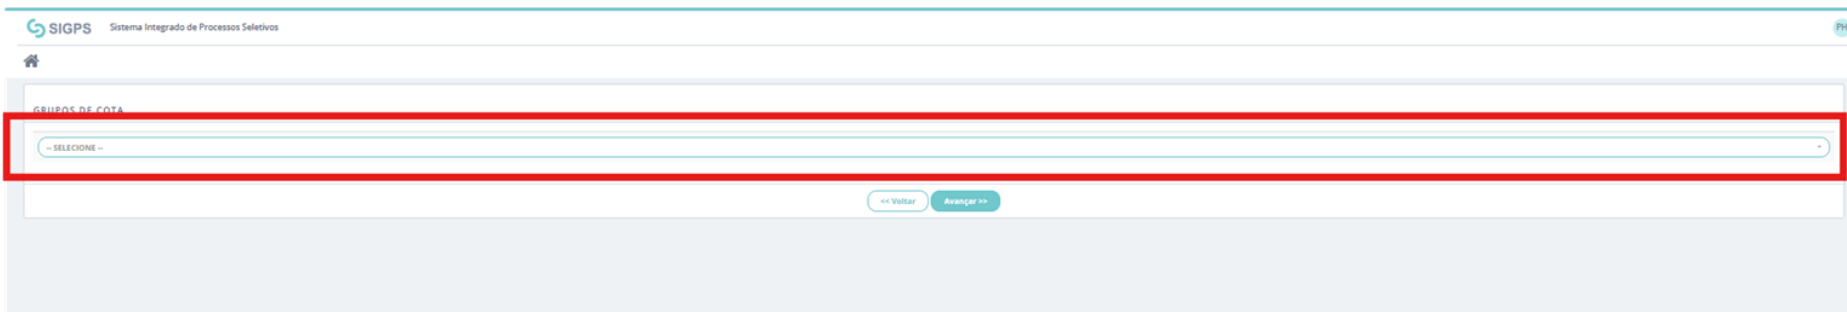 SIGPS Sistema Integrado de Processos Seletivos
PH
GRUPOS DE COTA
-- SELECIONE --
<< Voltar Avançar >>